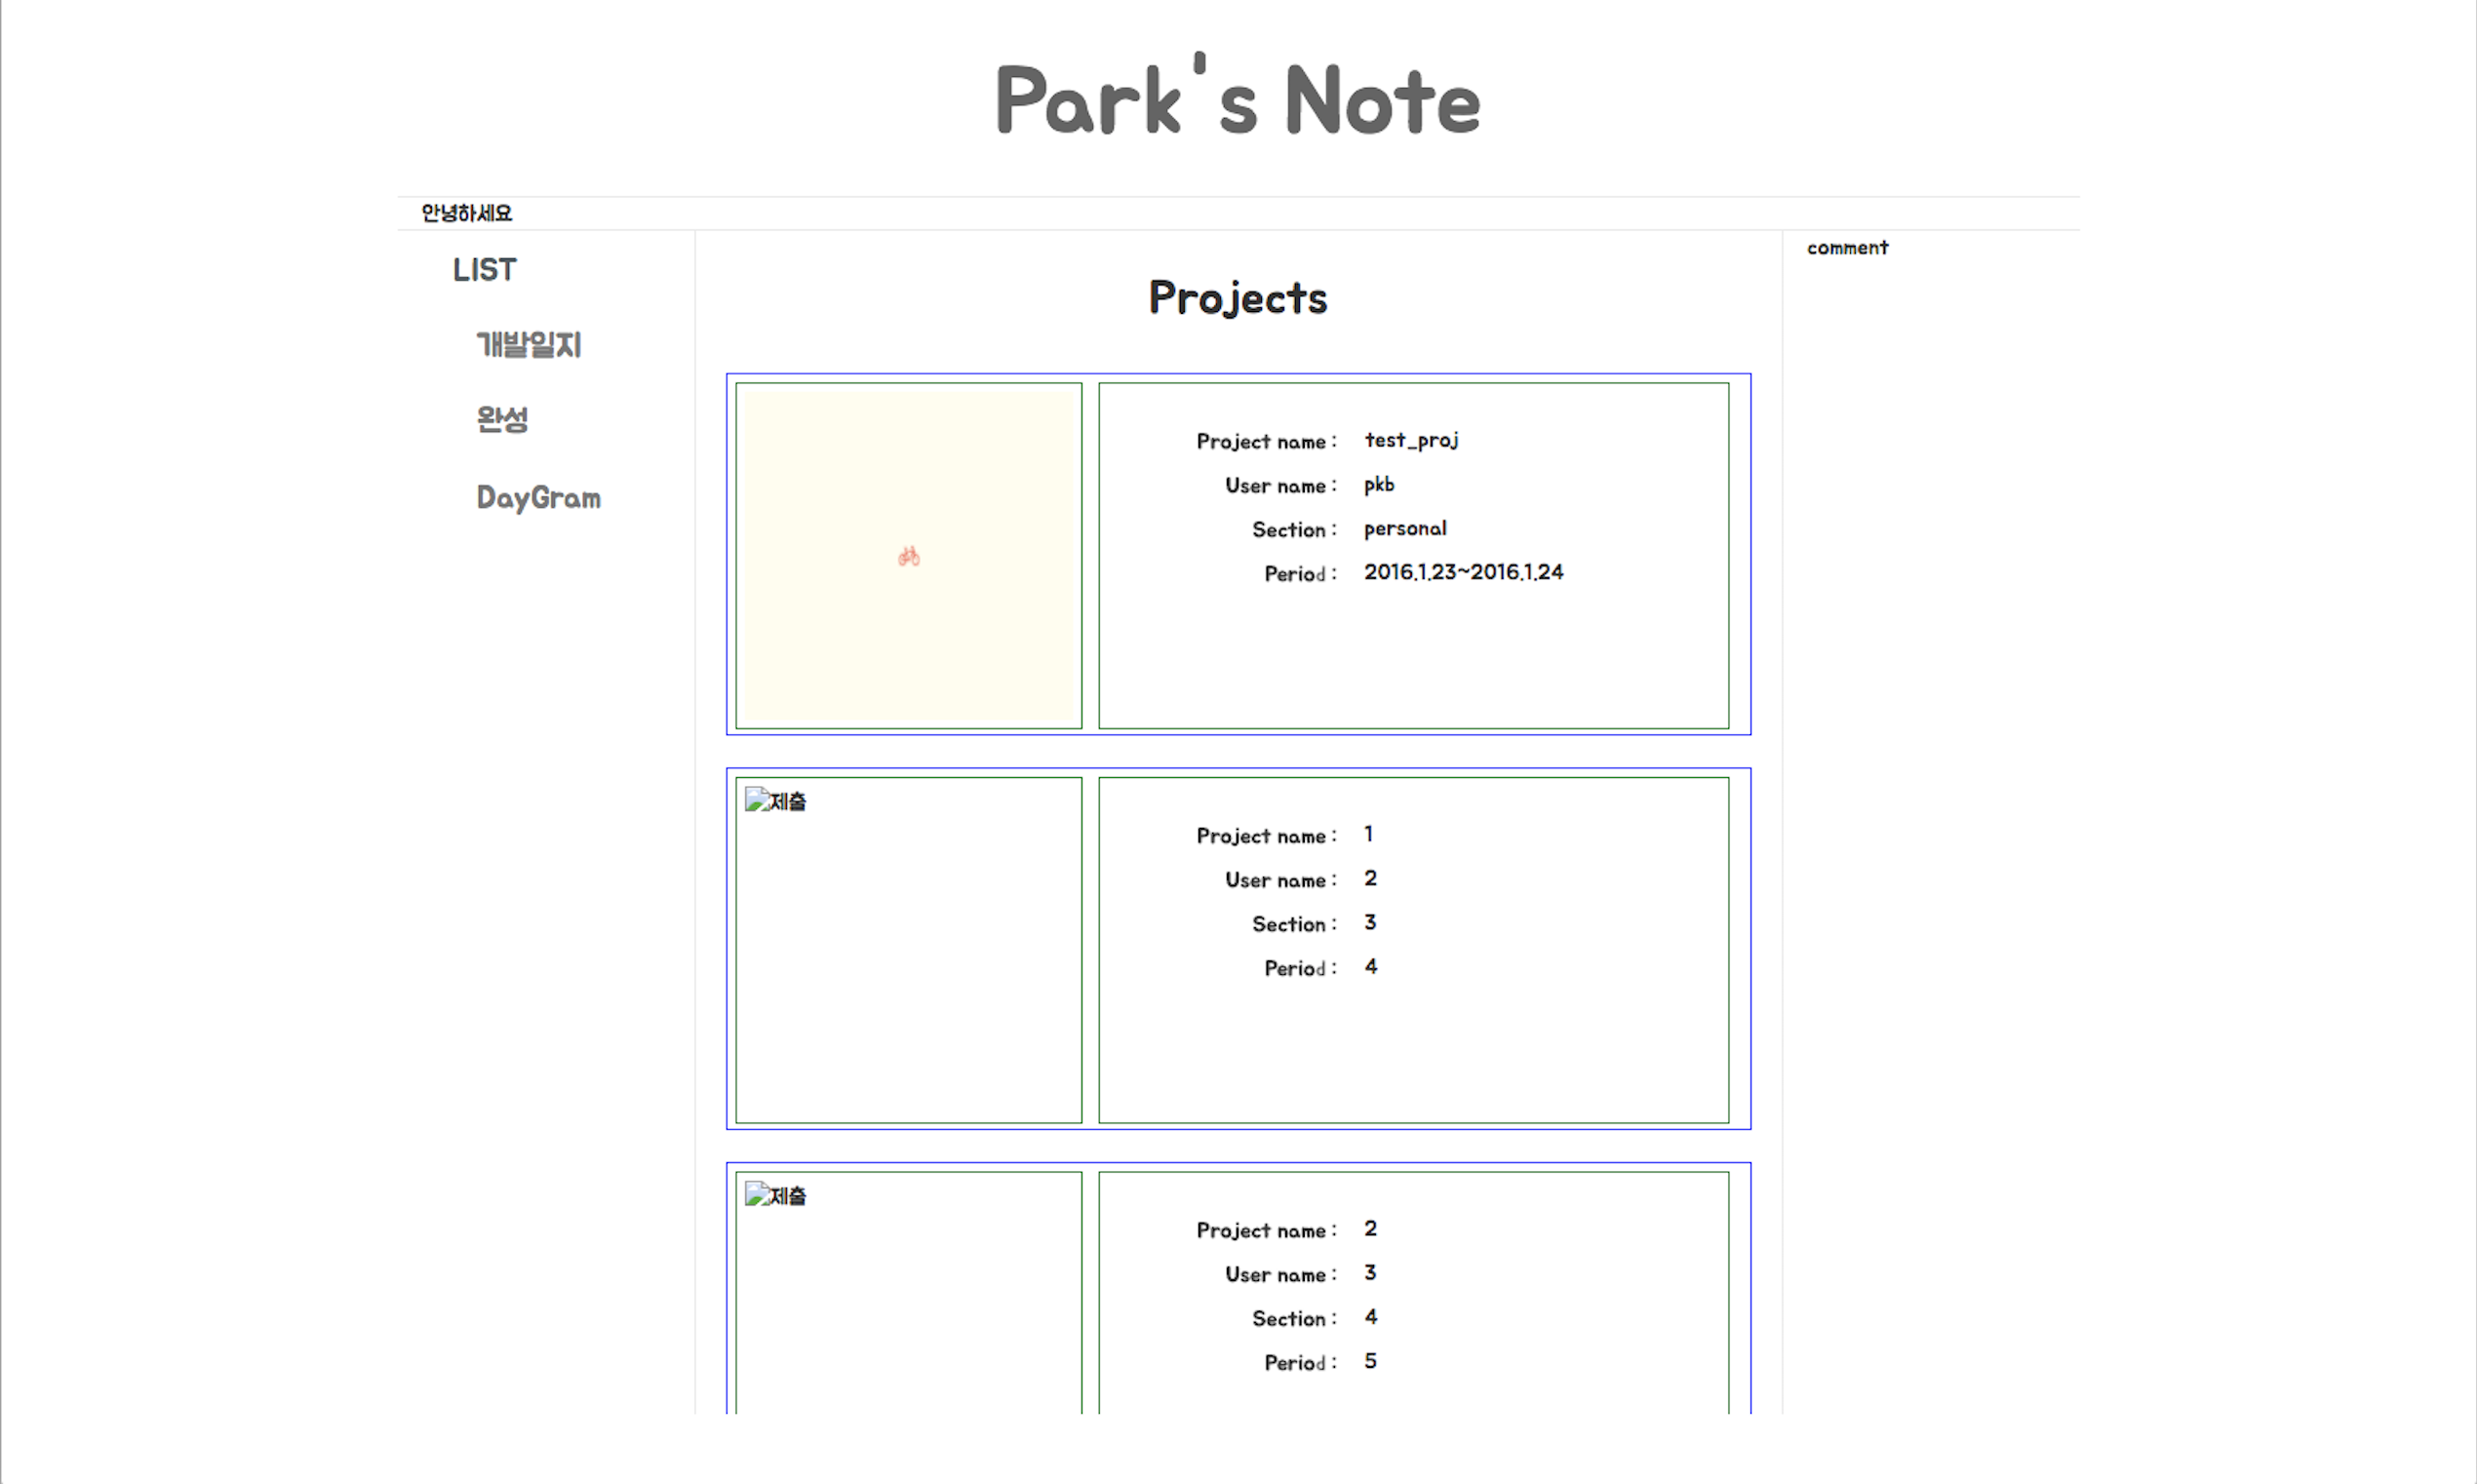 Park's Note
안녕하세요
LIST
개발일지
완성
DayGram
Projects
Project name : test_proj
User name : pkb
Section : personal
Period : 2016.1.23~2016.1.24
제출
Project name : 1
User name : 2
Section : 3
Period : 4
제출
Project name : 2
User name : 3
Section : 4
Period : 5
comment